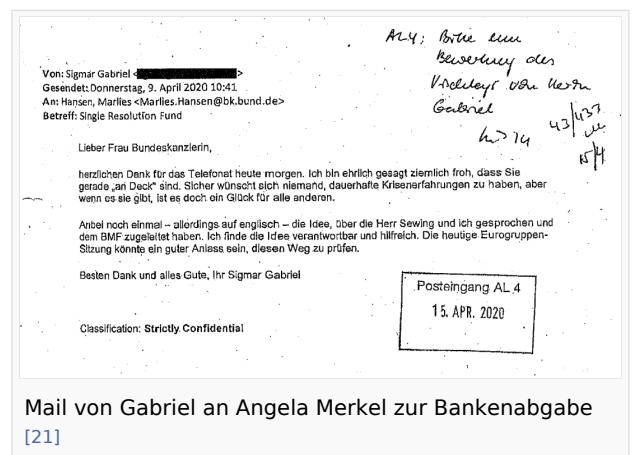 AL4: Bitte um
Bewertung des
Vorschlags von Herrn
Gabriel
14
43/433
15/4
Von: Sigmar Gabriel < >
Gesendet: Donnerstag, 9. April 2020 10:41
An: Hansen, Marlies <Marlies.Hansen@bk.bund.de>
Betreff: Single Resolution Fund
Lieber Frau Bundeskanzlerin,
herzlichen Dank für das Telefonat heute morgen. Ich bin ehrlich gesagt ziemlich froh, dass Sie
gerade „an Deck“ sind. Sicher wünscht sich niemand, dauerhafte Krisenerfahrungen zu haben, aber
wenn es sie gibt, ist es doch ein Glück für alle anderen.
Anbei noch einmal – allerdings auf englisch – die Idee, über die Herr Sewing und ich gesprochen und
dem BMF zugeleitet haben. Ich finde die Idee verantwortbar und hilfreich. Die heutige Eurogruppen-
Sitzung könnte ein guter Anlass sein, diesen Weg zu prüfen.
Besten Dank und alles Gute, Ihr Sigmar Gabriel
Classification: Strictly Confidential
Posteingang AL 4
15. APR. 2020
Mail von Gabriel an Angela Merkel zur Bankenabgabe
[21]